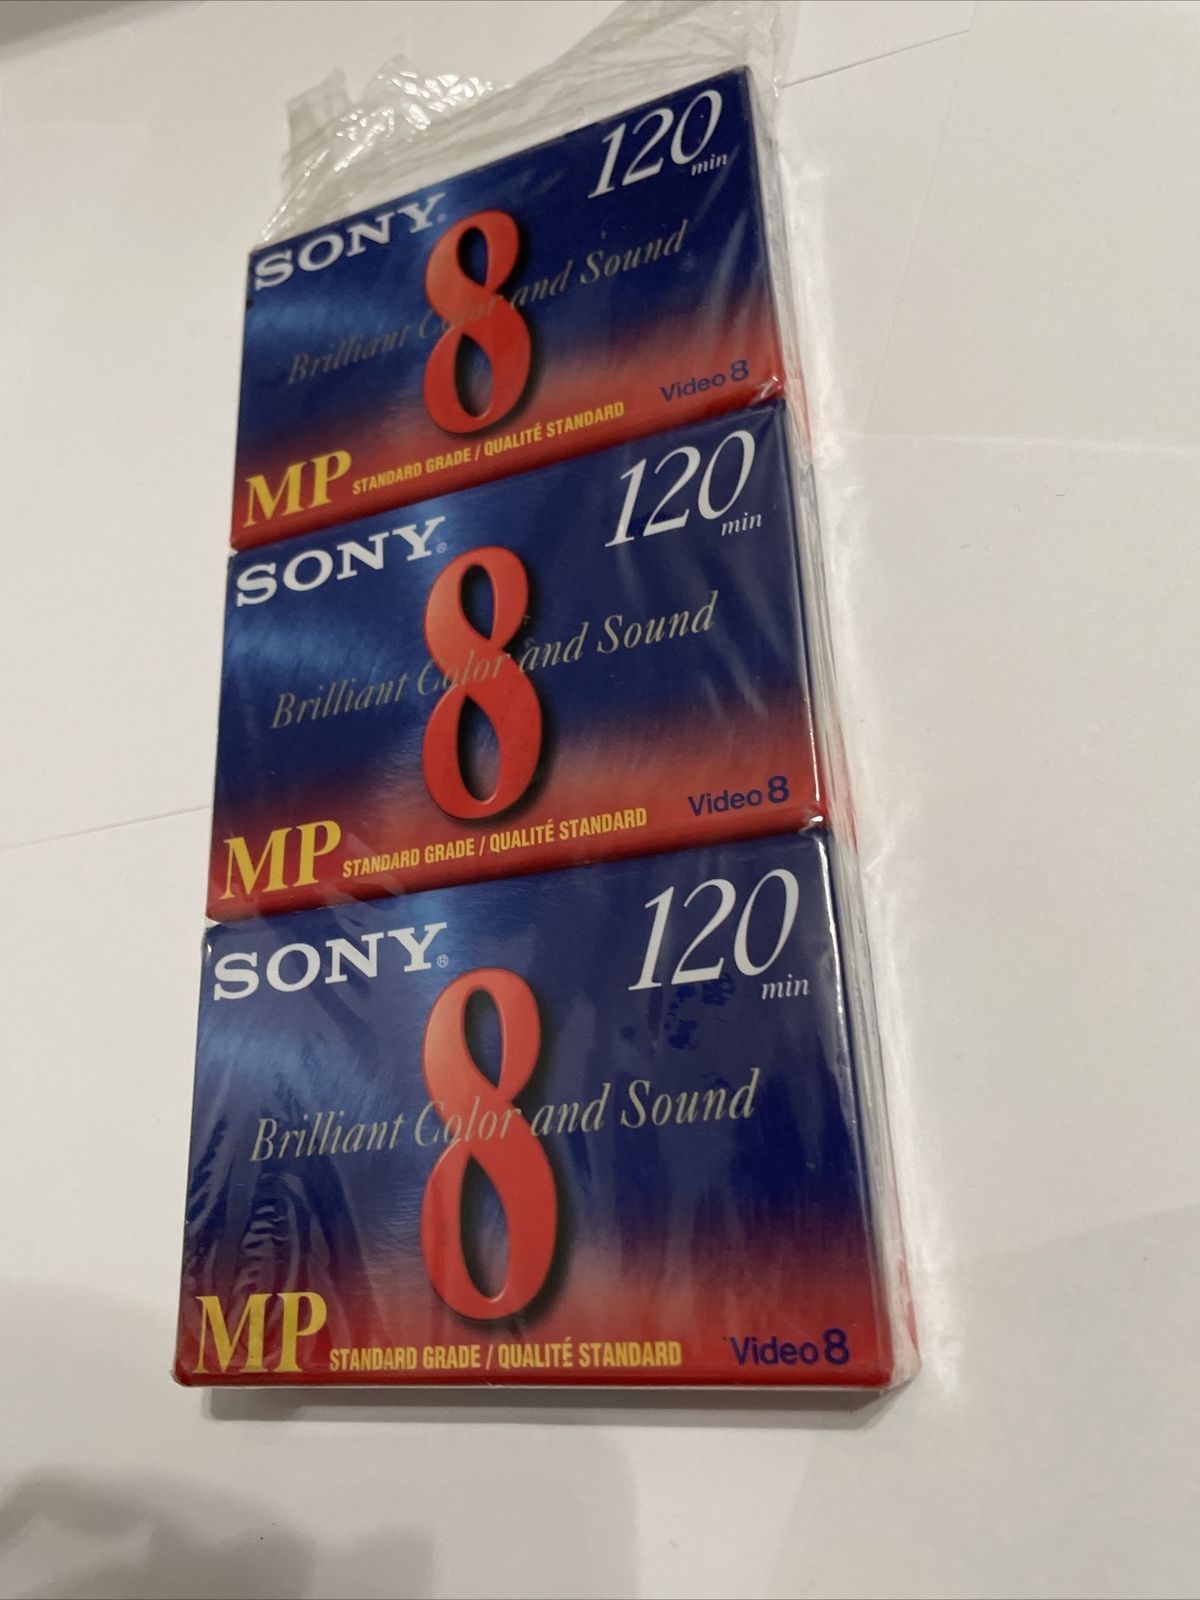 SONY®
120
min
8
Brilliant Color and Sound
Video 8
MP STANDARD GRADE / QUALITÉ STANDARD
SONY®
120
min
8
Brilliant Color and Sound
Video 8
MP STANDARD GRADE / QUALITÉ STANDARD
SONY®
120
min
8
Brilliant Color and Sound
Video 8
MP STANDARD GRADE / QUALITÉ STANDARD